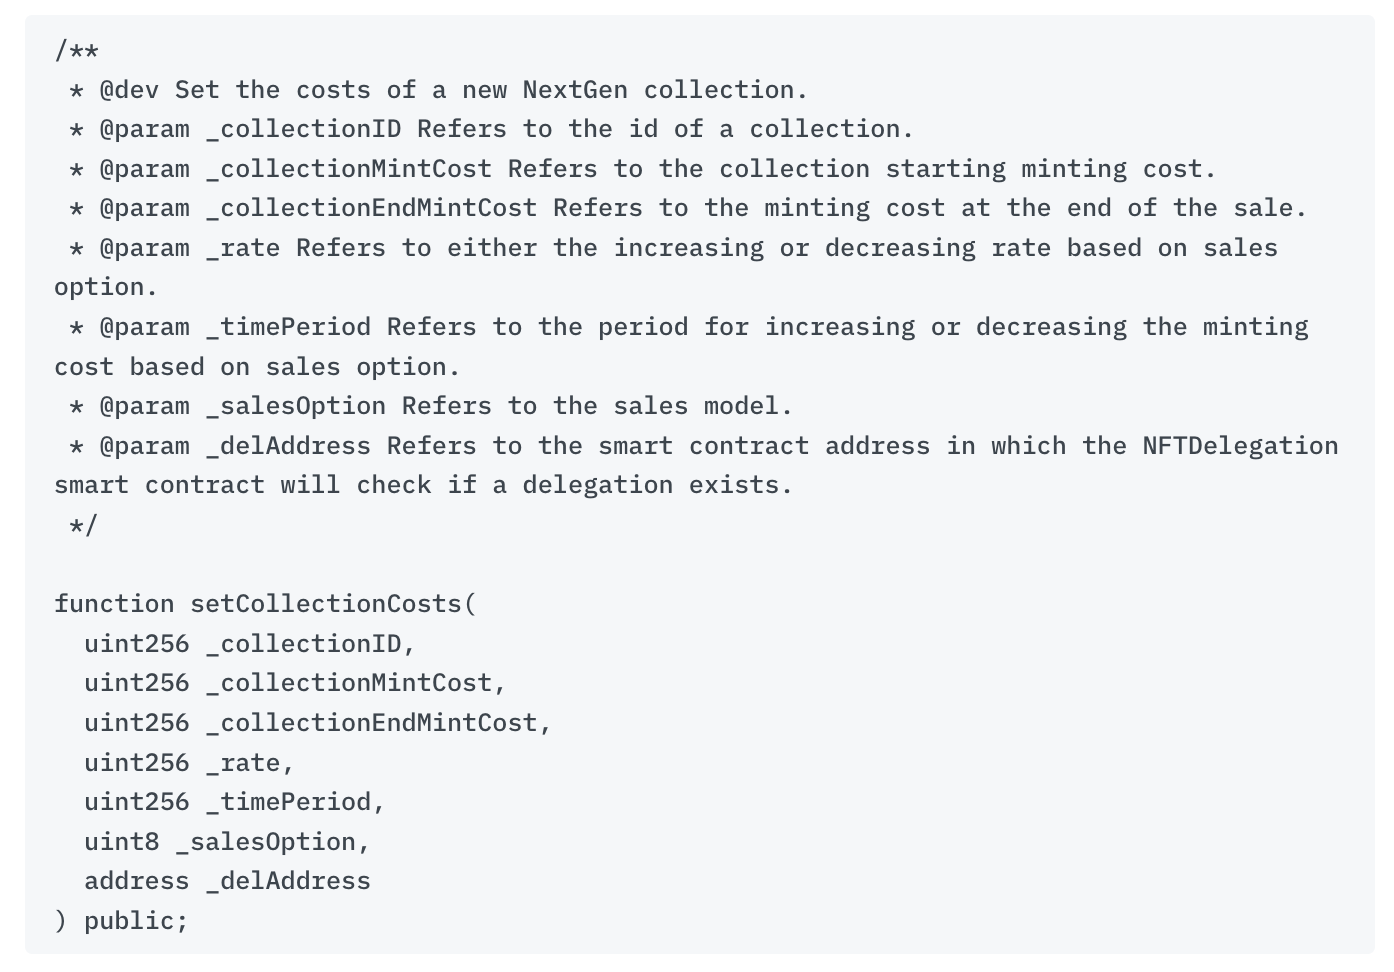 /**
 * @dev Set the costs of a new NextGen collection.
 * @param _collectionID Refers to the id of a collection.
 * @param _collectionMintCost Refers to the collection starting minting cost.
 * @param _collectionEndMintCost Refers to the minting cost at the end of the sale.
 * @param _rate Refers to either the increasing or decreasing rate based on sales
option.
 * @param _timePeriod Refers to the period for increasing or decreasing the minting
cost based on sales option.
 * @param _salesOption Refers to the sales model.
 * @param _delAddress Refers to the smart contract address in which the NFTDelegation
smart contract will check if a delegation exists.
 */

function setCollectionCosts(
  uint256 _collectionID,
  uint256 _collectionMintCost,
  uint256 _collectionEndMintCost,
  uint256 _rate,
  uint256 _timePeriod,
  uint8 _salesOption,
  address _delAddress
) public;